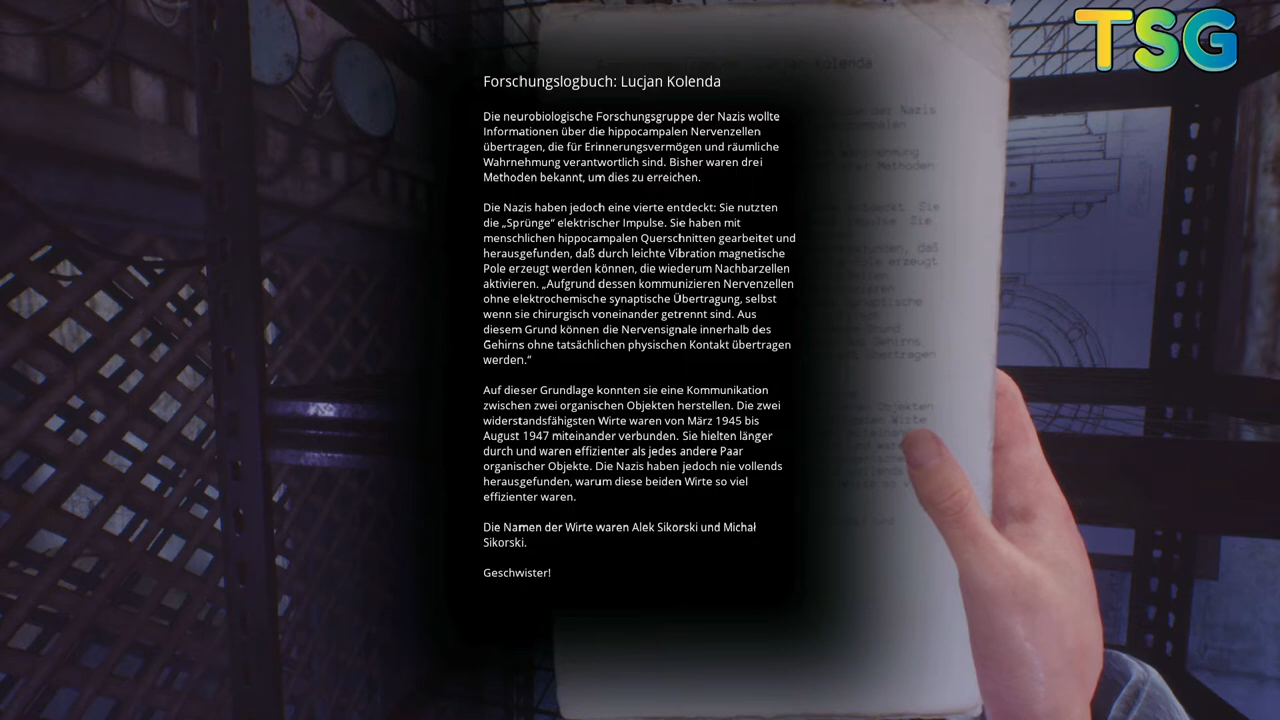 TSG
Forschungslogbuch: Lucjan Kolenda
Die neurobiologische Forschungsgruppe der Nazis wollte
Informationen über die hippocampalen Nervenzellen
übertragen, die für Erinnerungsvermögen und räumliche
Wahrnehmung verantwortlich sind. Bisher waren drei
Methoden bekannt, um dies zu erreichen.
Die Nazis haben jedoch eine vierte entdeckt: Sie nutzten
die „Sprünge“ elektrischer Impulse. Sie haben mit
menschlichen hippocampalen Querschnitten gearbeitet und
herausgefunden, daß durch leichte Vibration magnetische
Pole erzeugt werden können, die wiederum Nachbarzellen
aktivieren. „Aufgrund dessen kommunizieren Nervenzellen
ohne elektrochemische synaptische Übertragung, selbst
wenn sie chirurgisch voneinander getrennt sind. Aus
diesem Grund können die Nervensignale innerhalb des
Gehirns ohne tatsächlichen physischen Kontakt übertragen
werden.“
Auf dieser Grundlage konnten sie eine Kommunikation
zwischen zwei organischen Objekten herstellen. Die zwei
widerstandsfähigsten Wirte waren von März 1945 bis
August 1947 miteinander verbunden. Sie hielten länger
durch und waren effizienter als jedes andere Paar
organischer Objekte. Die Nazis haben jedoch nie vollends
herausgefunden, warum diese beiden Wirte so viel
effizienter waren.
Die Namen der Wirte waren Alek Sikorski und Michał
Sikorski.
Geschwister!